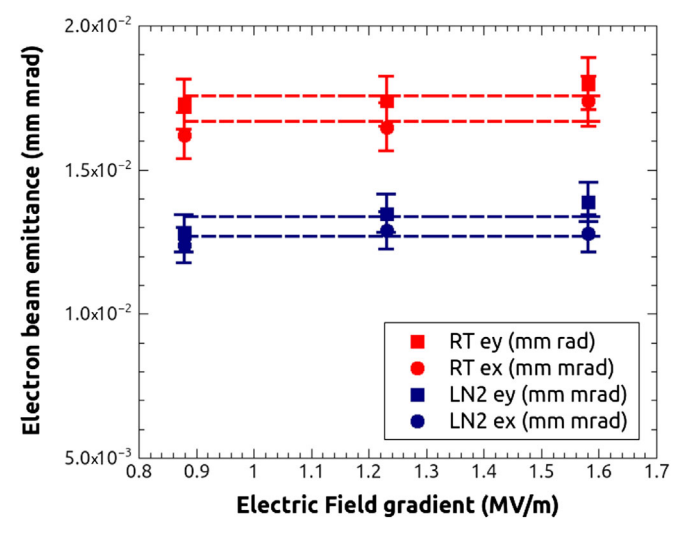 Electron beam emittance (mm mrad)
2.0x10⁻²
1.5x10⁻²
1.0x10⁻²
5.0x10⁻³
RT ey (mm rad)
RT ex (mm mrad)
LN2 ey (mm mrad)
LN2 ex (mm mrad)
0.8 0.9 1 1.1 1.2 1.3 1.4 1.5 1.6 1.7
Electric Field gradient (MV/m)